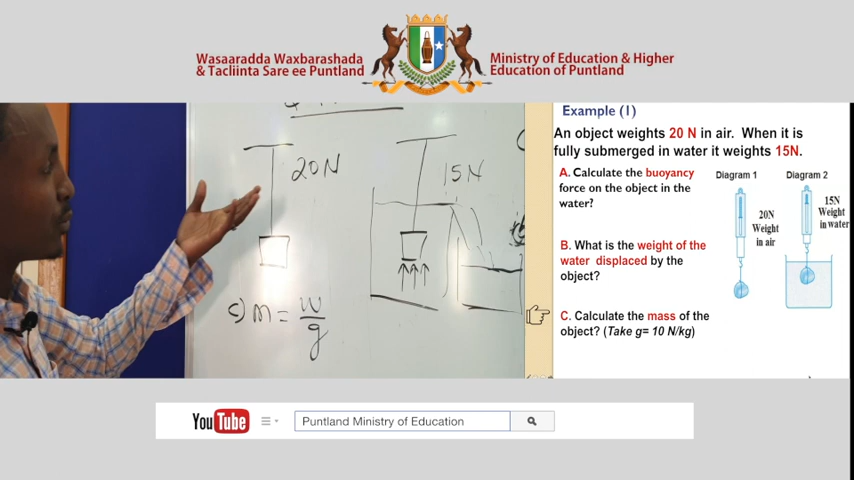 Wasaaradda Waxbarashada
& Tacliinta Sare ee Puntland
Ministry of Education & Higher
Education of Puntland
20N
15N
c) m = w
g
Example (1)
An object weights 20 N in air. When it is
fully submerged in water it weights 15N.
A. Calculate the buoyancy
force on the object in the
water?
B. What is the weight of the
water displaced by the
object?
C. Calculate the mass of the
object? (Take g= 10 N/kg)
Diagram 1
Diagram 2
20N
Weight
in air
15N
Weight
in water
YouTube
Puntland Ministry of Education